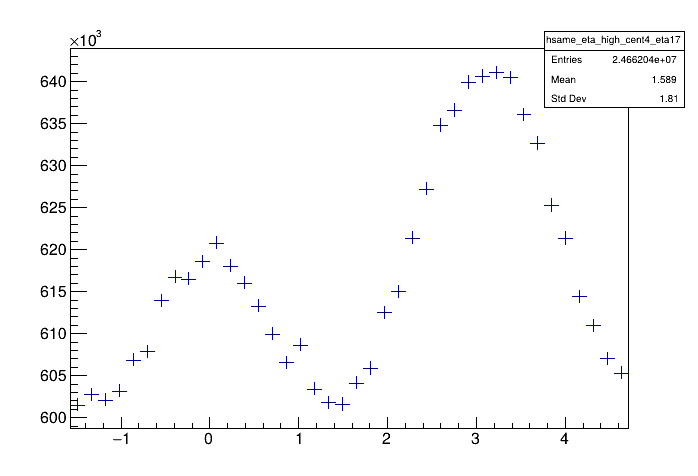 ×10³
hsame_eta_high_cent4_eta17
Entries 2.466204e+07
Mean 1.589
Std Dev 1.81
640
635
630
625
620
615
610
605
600
−1 0 1 2 3 4